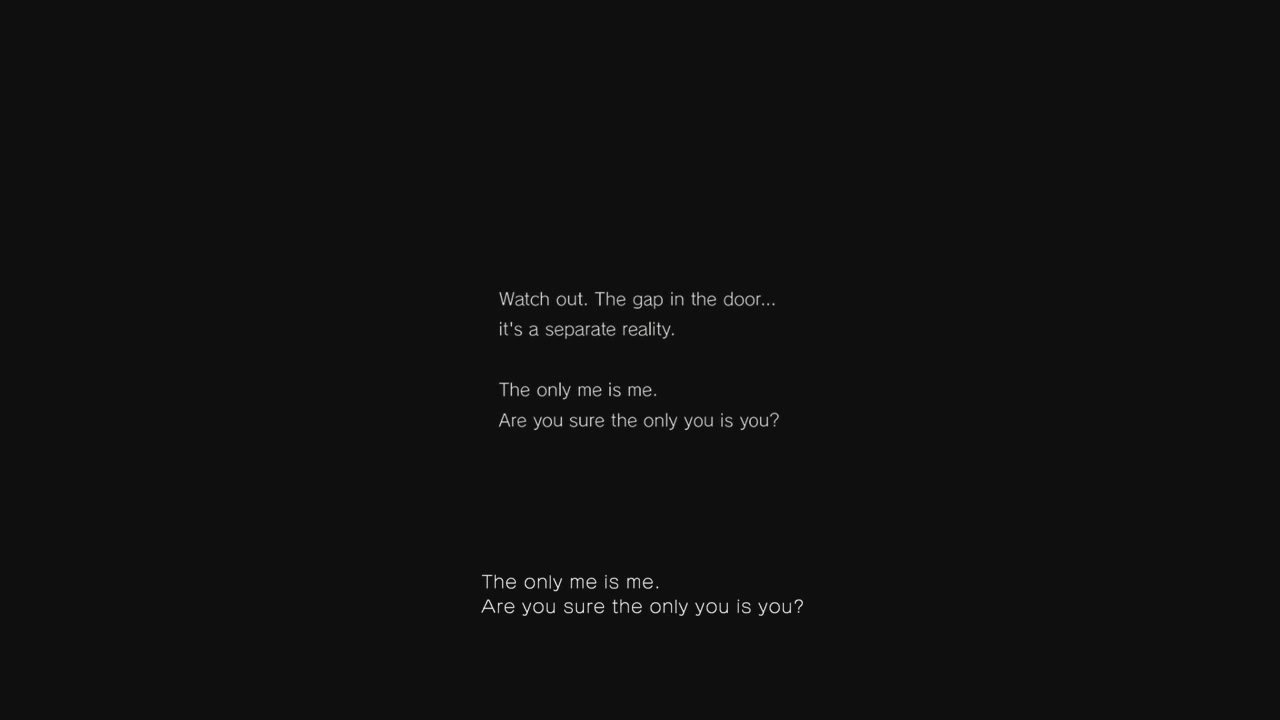 Watch out. The gap in the door...
it's a separate reality.
The only me is me.
Are you sure the only you is you?
The only me is me.
Are you sure the only you is you?